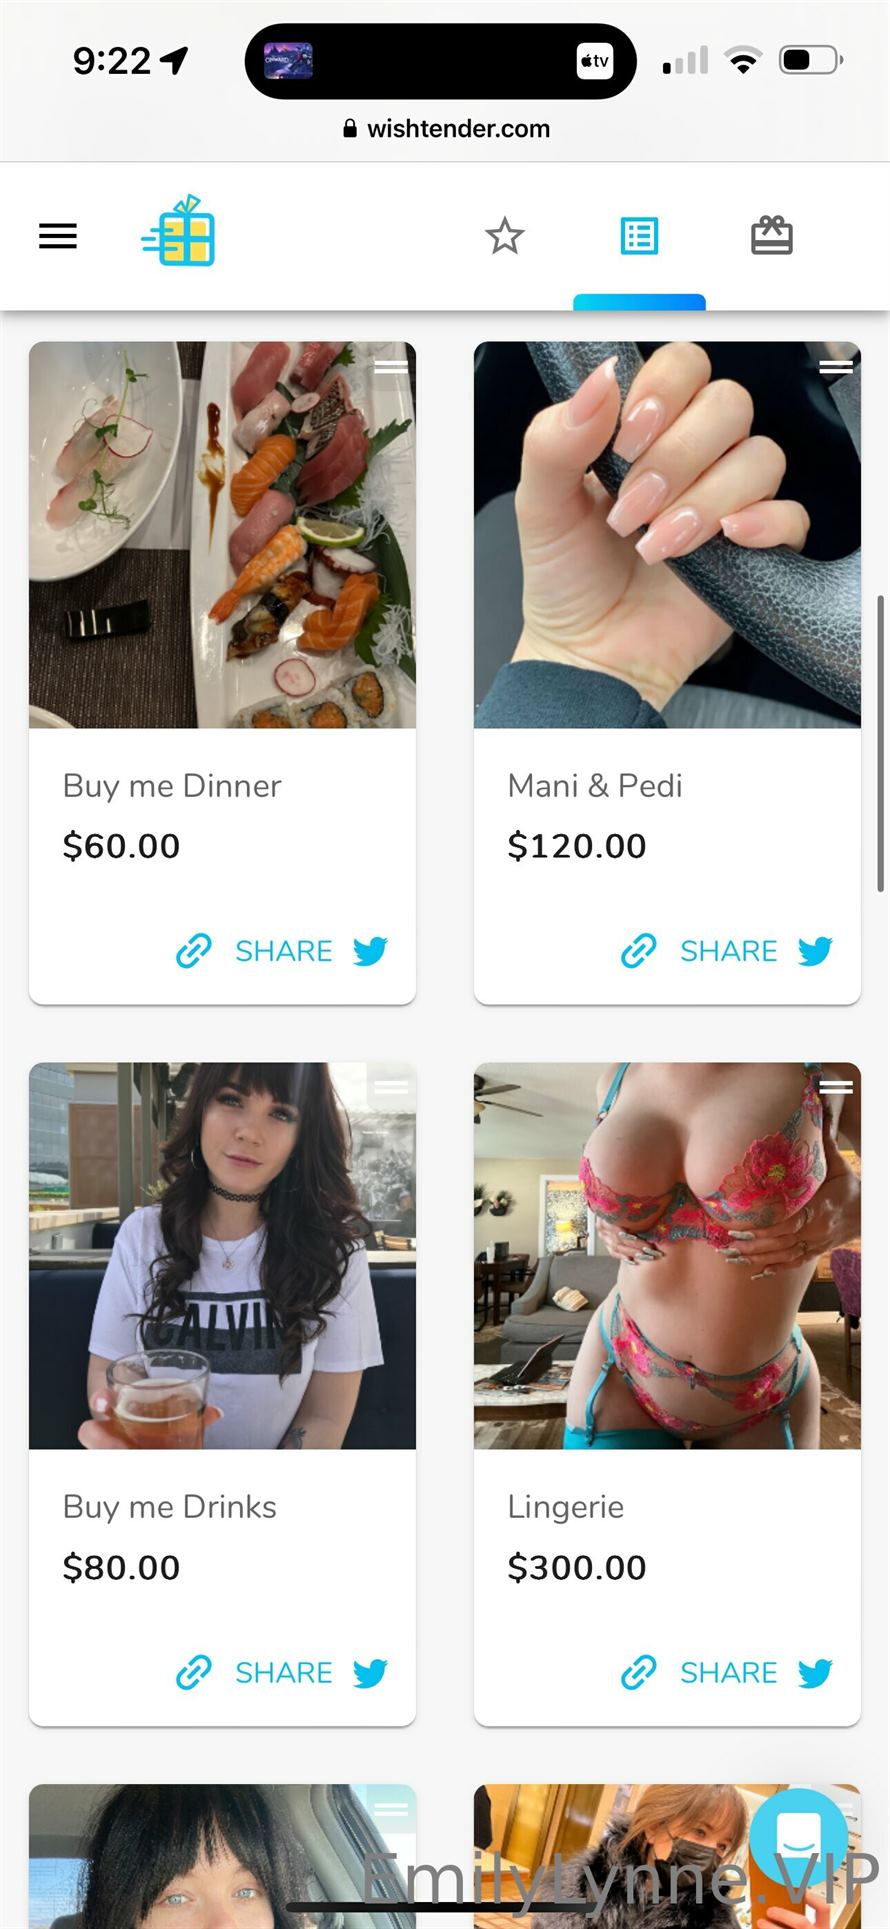 9:22
tv
wishtender.com
Buy me Dinner
$60.00
SHARE
Mani & Pedi
$120.00
SHARE
CALVIN
Buy me Drinks
$80.00
SHARE
Lingerie
$300.00
SHARE
EmilyLynne.VIP